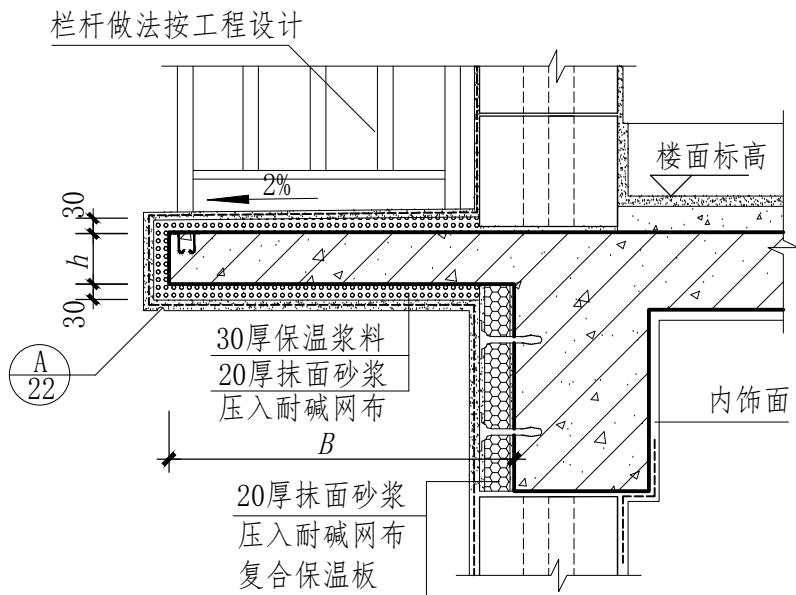 栏杆做法按工程设计
楼面标高
2%
30
h
30
30厚保温浆料
20厚抹面砂浆
压入耐碱网布
A
22
内饰面
B
20厚抹面砂浆
压入耐碱网布
复合保温板